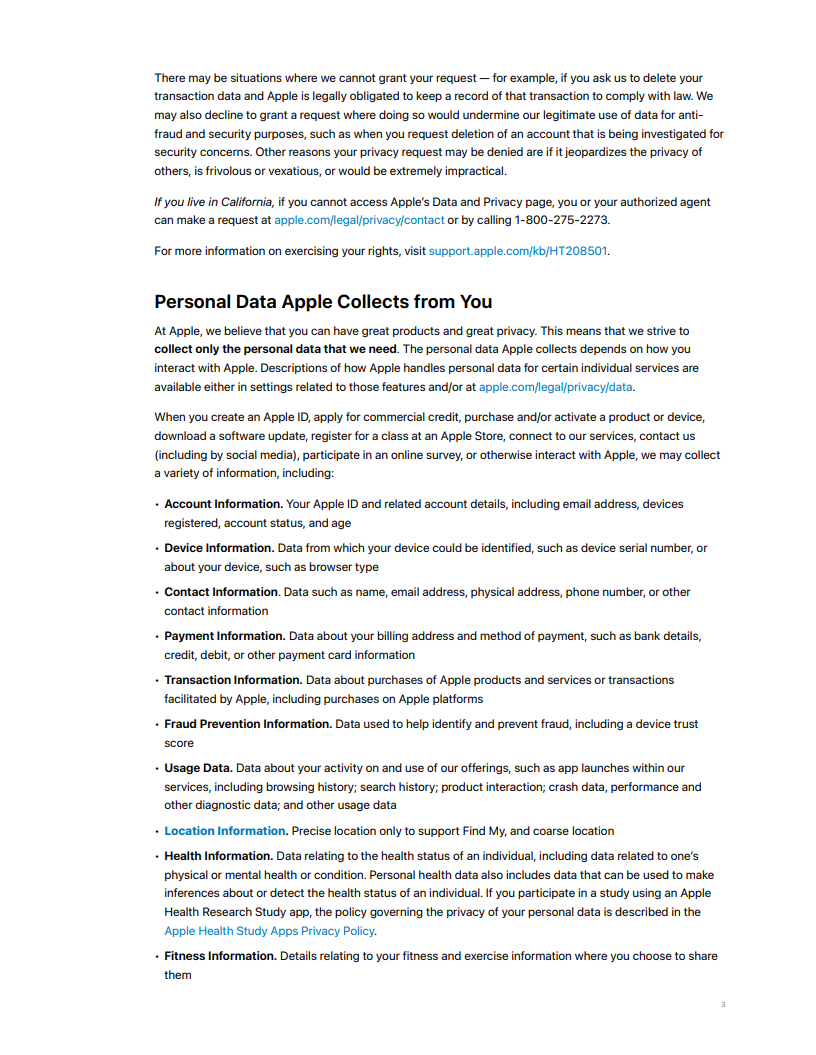 There may be situations where we cannot grant your request — for example, if you ask us to delete your
transaction data and Apple is legally obligated to keep a record of that transaction to comply with law. We
may also decline to grant a request where doing so would undermine our legitimate use of data for anti-
fraud and security purposes, such as when you request deletion of an account that is being investigated for
security concerns. Other reasons your privacy request may be denied are if it jeopardizes the privacy of
others, is frivolous or vexatious, or would be extremely impractical.
If you live in California, if you cannot access Apple's Data and Privacy page, you or your authorized agent
can make a request at apple.com/legal/privacy/contact or by calling 1-800-275-2273.
For more information on exercising your rights, visit support.apple.com/kb/HT208501.
Personal Data Apple Collects from You
At Apple, we believe that you can have great products and great privacy. This means that we strive to
collect only the personal data that we need. The personal data Apple collects depends on how you
interact with Apple. Descriptions of how Apple handles personal data for certain individual services are
available either in settings related to those features and/or at apple.com/legal/privacy/data.
When you create an Apple ID, apply for commercial credit, purchase and/or activate a product or device,
download a software update, register for a class at an Apple Store, connect to our services, contact us
(including by social media), participate in an online survey, or otherwise interact with Apple, we may collect
a variety of information, including:
• Account Information. Your Apple ID and related account details, including email address, devices
registered, account status, and age
• Device Information. Data from which your device could be identified, such as device serial number, or
about your device, such as browser type
• Contact Information. Data such as name, email address, physical address, phone number, or other
contact information
• Payment Information. Data about your billing address and method of payment, such as bank details,
credit, debit, or other payment card information
• Transaction Information. Data about purchases of Apple products and services or transactions
facilitated by Apple, including purchases on Apple platforms
• Fraud Prevention Information. Data used to help identify and prevent fraud, including a device trust
score
• Usage Data. Data about your activity on and use of our offerings, such as app launches within our
services, including browsing history; search history; product interaction; crash data, performance and
other diagnostic data; and other usage data
• Location Information. Precise location only to support Find My, and coarse location
• Health Information. Data relating to the health status of an individual, including data related to one's
physical or mental health or condition. Personal health data also includes data that can be used to make
inferences about or detect the health status of an individual. If you participate in a study using an Apple
Health Research Study app, the policy governing the privacy of your personal data is described in the
Apple Health Study Apps Privacy Policy.
• Fitness Information. Details relating to your fitness and exercise information where you choose to share
them
3